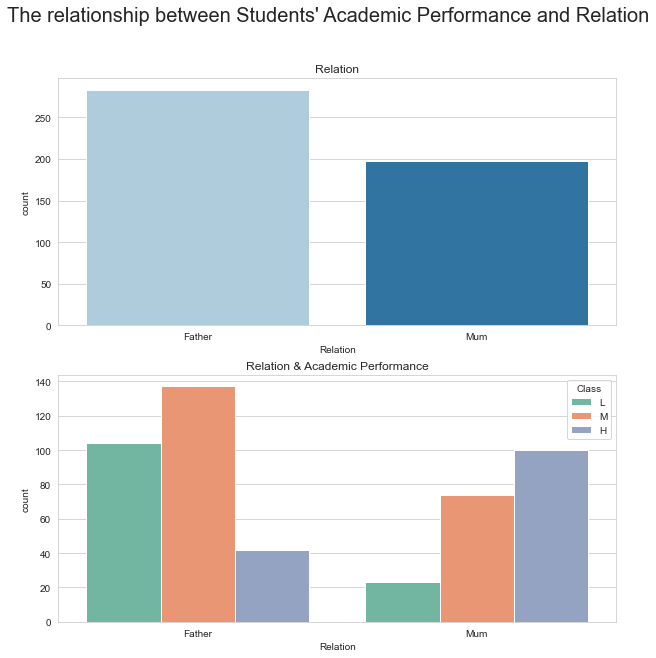 The relationship between Students' Academic Performance and Relation
Relation
250
200
150
100
50
0
count
Father
Mum
Relation
Relation & Academic Performance
140
120
100
80
60
40
20
0
count
Class
L
M
H
Father
Mum
Relation